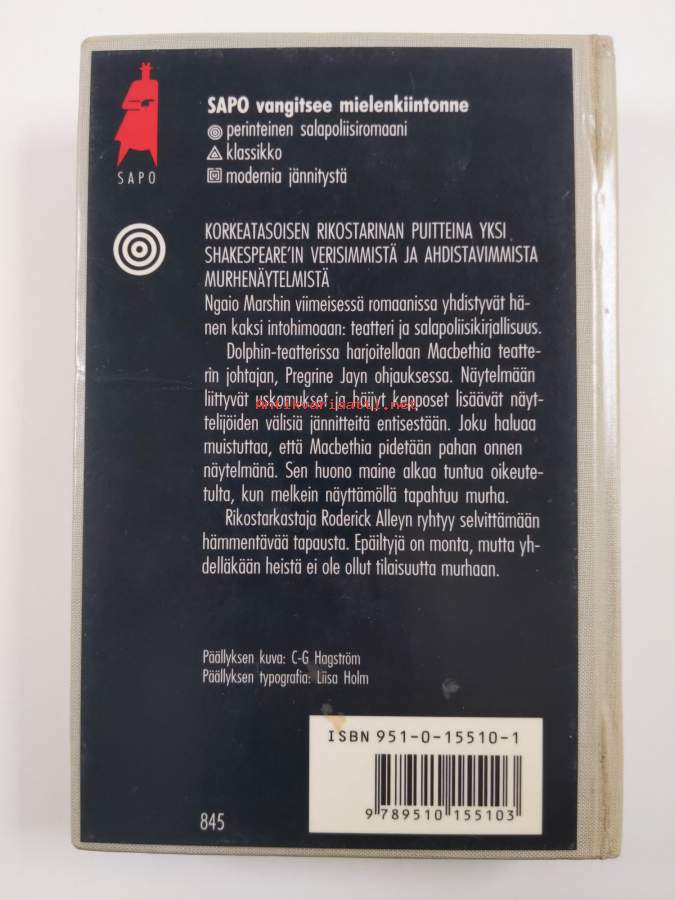 SAPO vangitsee mielenkiintonne
perinteinen salapoliisiromaani
klassikko
modernia jännitystä
SAPO
KORKEATASOISEN RIKOSTARINAN PUITTEINA YKSI
SHAKESPEARE'IN VERISIMMISTÄ JA AHDISTAVIMMISTA
MURHENÄYTELMISTÄ
Ngaio Marshin viimeisessä romaanissa yhdistyvät hä-
nen kaksi intohimoaan: teatteri ja salapoliisikirjallisuus.
Dolphin-teatterissa harjoitellaan Macbethia teatte-
rin johtajan, Pregrine Jayn ohjauksessa. Näytelmään
liittyvät uskomukset ja häijyt kepposet lisäävät näyt-
Antikvariaatti.net
telijöiden välisiä jännitteitä entisestään. Joku haluaa
muistuttaa, että Macbethia pidetään pahan onnen
näytelmänä. Sen huono maine alkaa tuntua oikeute-
tulta, kun melkein näyttämöllä tapahtuu murha.
Rikostarkastaja Roderick Alleyn ryhtyy selvittämään
hämmentävää tapausta. Epäiltyjä on monta, mutta yh-
delläkään heistä ei ole ollut tilaisuutta murhaan.
Päällyksen kuva: C-G Hagström
Päällyksen typografia: Liisa Holm
ISBN 951-0-15510-1
9 789510 155103
845